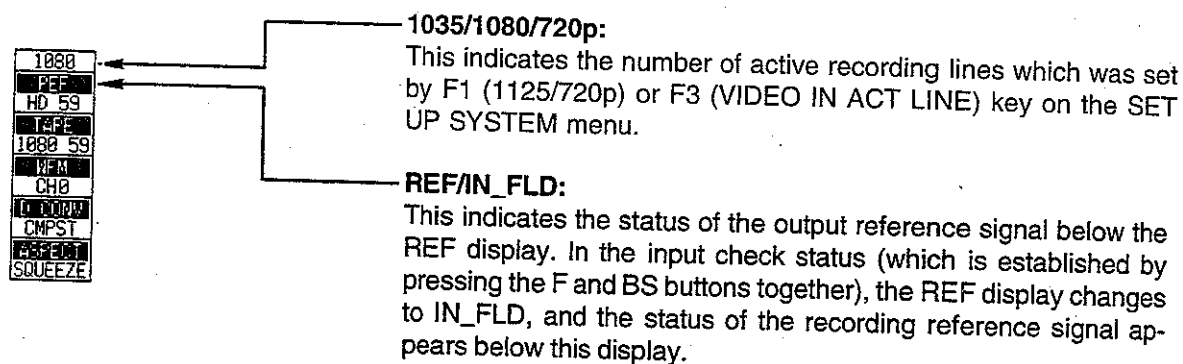 1035/1080/720p:
This indicates the number of active recording lines which was set
by F1 (1125/720p) or F3 (VIDEO IN ACT LINE) key on the SET
UP SYSTEM menu.
1080
REF
HD 59
TAPE
1080 59
CH0
CMPST
ASPECT
SQUEEZE
REF/IN_FLD:
This indicates the status of the output reference signal below the
REF display. In the input check status (which is established by
pressing the F and BS buttons together), the REF display changes
to IN_FLD, and the status of the recording reference signal ap-
pears below this display.